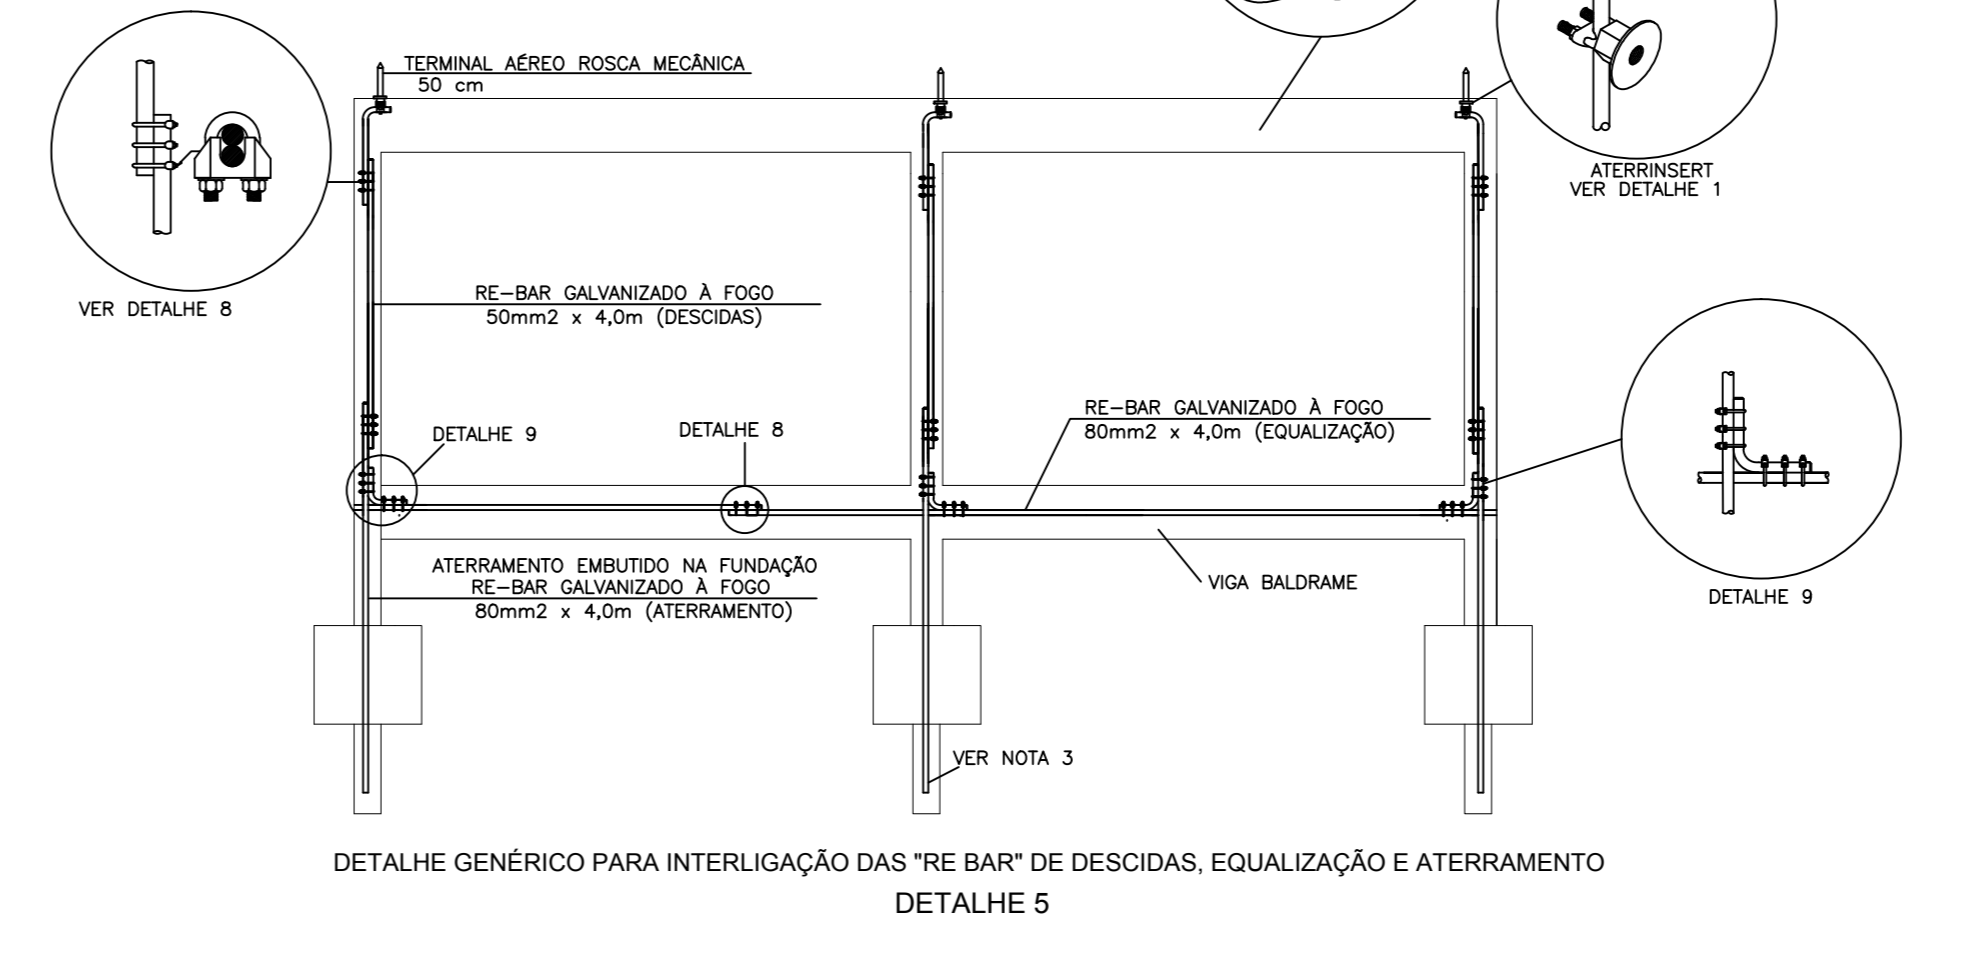 TERMINAL AÉREO ROSCA MECÂNICA
50 cm
ATERRINSERT
VER DETALHE 1
VER DETALHE 8
RE-BAR GALVANIZADO À FOGO
50mm2 x 4,0m (DESCIDAS)
RE-BAR GALVANIZADO À FOGO
80mm2 x 4,0m (EQUALIZAÇÃO)
DETALHE 9
DETALHE 8
ATERRAMENTO EMBUTIDO NA FUNDAÇÃO
RE-BAR GALVANIZADO À FOGO
80mm2 x 4,0m (ATERRAMENTO)
VIGA BALDRAME
DETALHE 9
VER NOTA 3
DETALHE GENÉRICO PARA INTERLIGAÇÃO DAS "RE BAR" DE DESCIDAS, EQUALIZAÇÃO E ATERRAMENTO
DETALHE 5